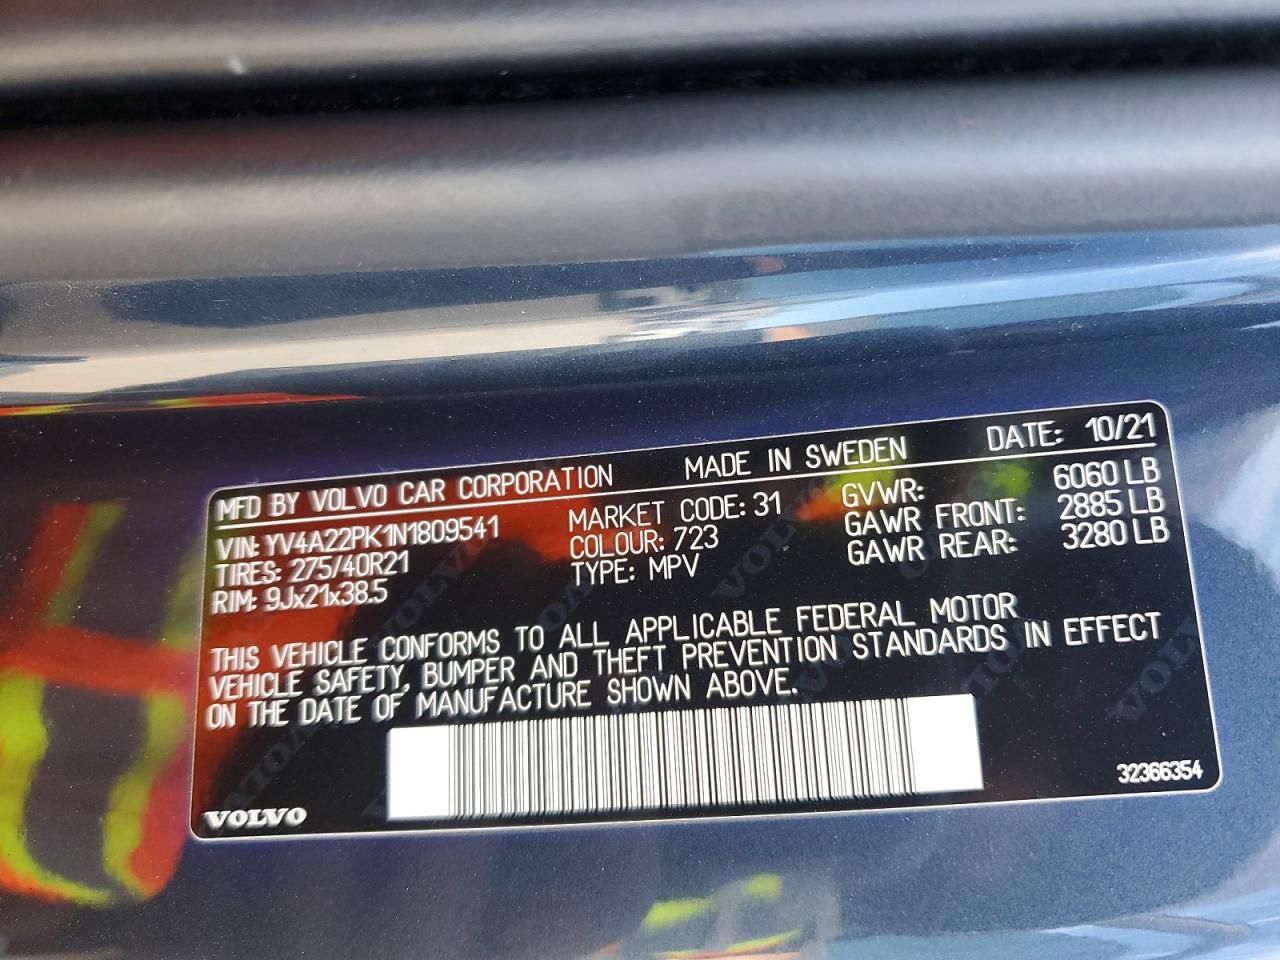 MFD BY VOLVO CAR CORPORATION MADE IN SWEDEN DATE: 10/21
VIN: YV4A22PK1N1809541 MARKET CODE: 31 GVWR: 6060 LB
TIRES: 275/40R21 COLOUR: 723 GAWR FRONT: 2885 LB
RIM: 9Jx21x38.5 TYPE: MPV GAWR REAR: 3280 LB
THIS VEHICLE CONFORMS TO ALL APPLICABLE FEDERAL MOTOR
VEHICLE SAFETY, BUMPER AND THEFT PREVENTION STANDARDS IN EFFECT
ON THE DATE OF MANUFACTURE SHOWN ABOVE.
32366354
VOLVO